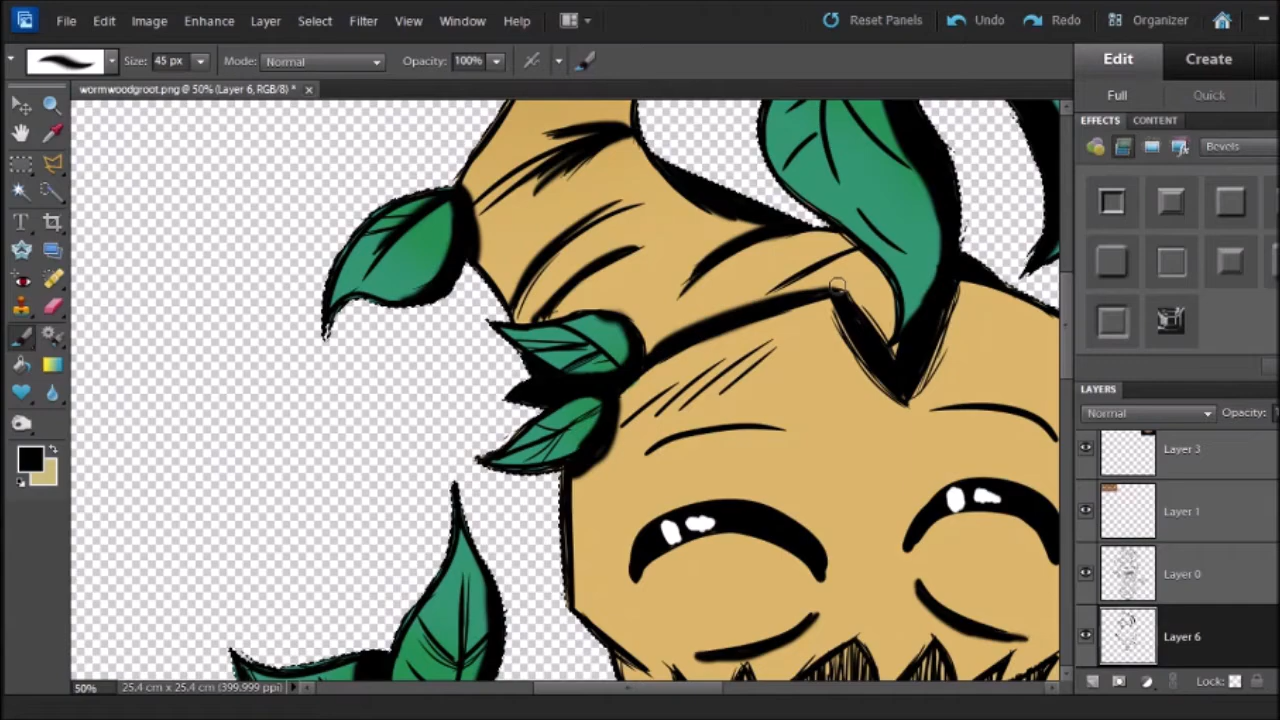 File Edit Image Enhance Layer Select Filter View Window Help Reset Panels Undo Redo Organizer
Size: 45 px Mode: Normal Opacity: 100% Edit Create
wormwoodgroot.png @ 50% (Layer 6, RGB/8) * Full Quick
EFFECTS CONTENT
Bevels
T
LAYERS
Normal Opacity:
Layer 3
Layer 1
Layer 0
Layer 6
50% 25.4 cm x 25.4 cm (399.999 ppi) Lock: